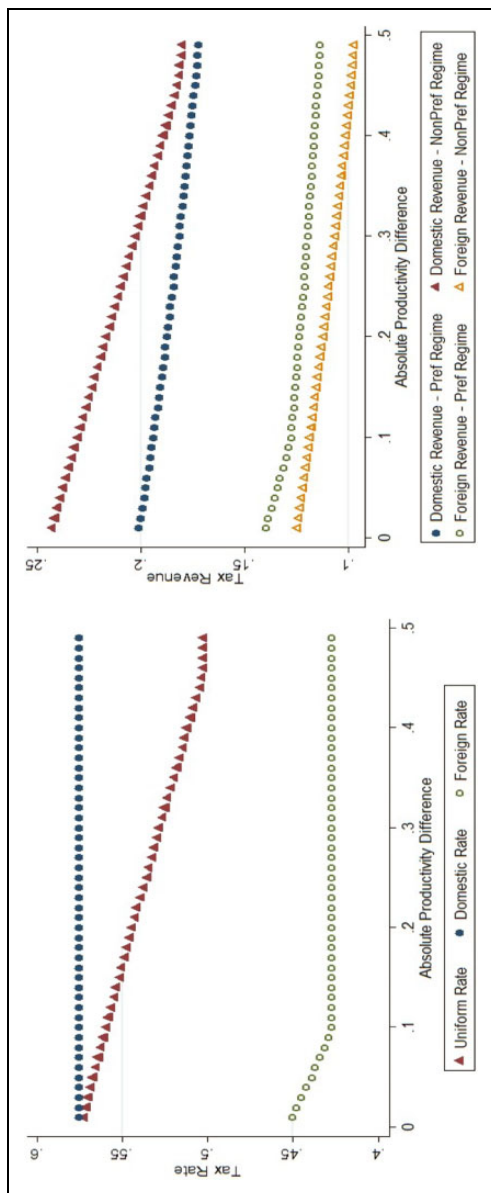 .6
.55
.5
.45
.4
Tax Rate
0
.1
.2
.3
.4
.5
Absolute Productivity Difference
Uniform Rate
Domestic Rate
Foreign Rate
.25
.2
.15
.1
Tax Revenue
0
.1
.2
.3
.4
.5
Absolute Productivity Difference
Domestic Revenue - Pref Regime
Domestic Revenue - NonPref Regime
Foreign Revenue - Pref Regime
Foreign Revenue - NonPref Regime